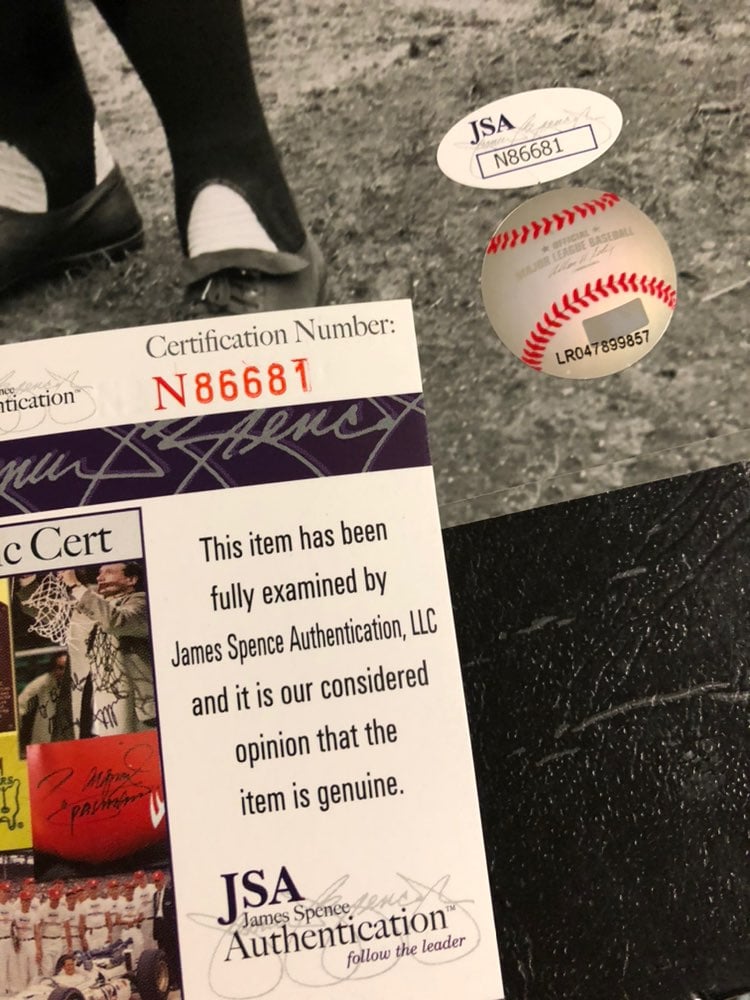 JSA
N86681
OFFICIAL
MAJOR LEAGUE BASEBALL
LR047899857
Certification Number:
N86681
tication™
c Cert
This item has been
fully examined by
James Spence Authentication, LLC
and it is our considered
opinion that the
item is genuine.
JSA
James Spence
Authentication™
follow the leader